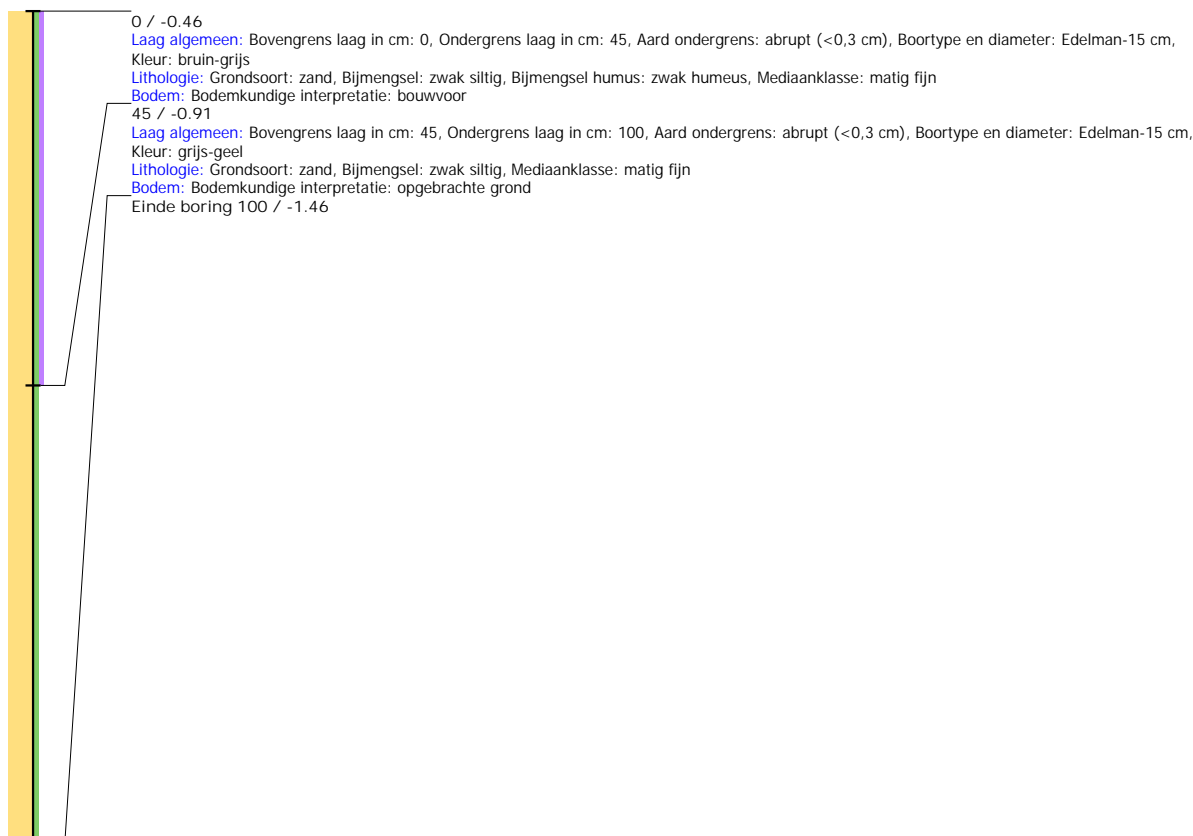 0 / -0.46
Laag algemeen: Bovengrens laag in cm: 0, Ondergrens laag in cm: 45, Aard ondergrens: abrupt (<0,3 cm), Boortype en diameter: Edelman-15 cm,
Kleur: bruin-grijs
Lithologie: Grondsoort: zand, Bijmengsel: zwak siltig, Bijmengsel humus: zwak humeus, Mediaanklasse: matig fijn
Bodem: Bodemkundige interpretatie: bouwvoor
45 / -0.91
Laag algemeen: Bovengrens laag in cm: 45, Ondergrens laag in cm: 100, Aard ondergrens: abrupt (<0,3 cm), Boortype en diameter: Edelman-15 cm,
Kleur: grijs-geel
Lithologie: Grondsoort: zand, Bijmengsel: zwak siltig, Mediaanklasse: matig fijn
Bodem: Bodemkundige interpretatie: opgebrachte grond
Einde boring 100 / -1.46